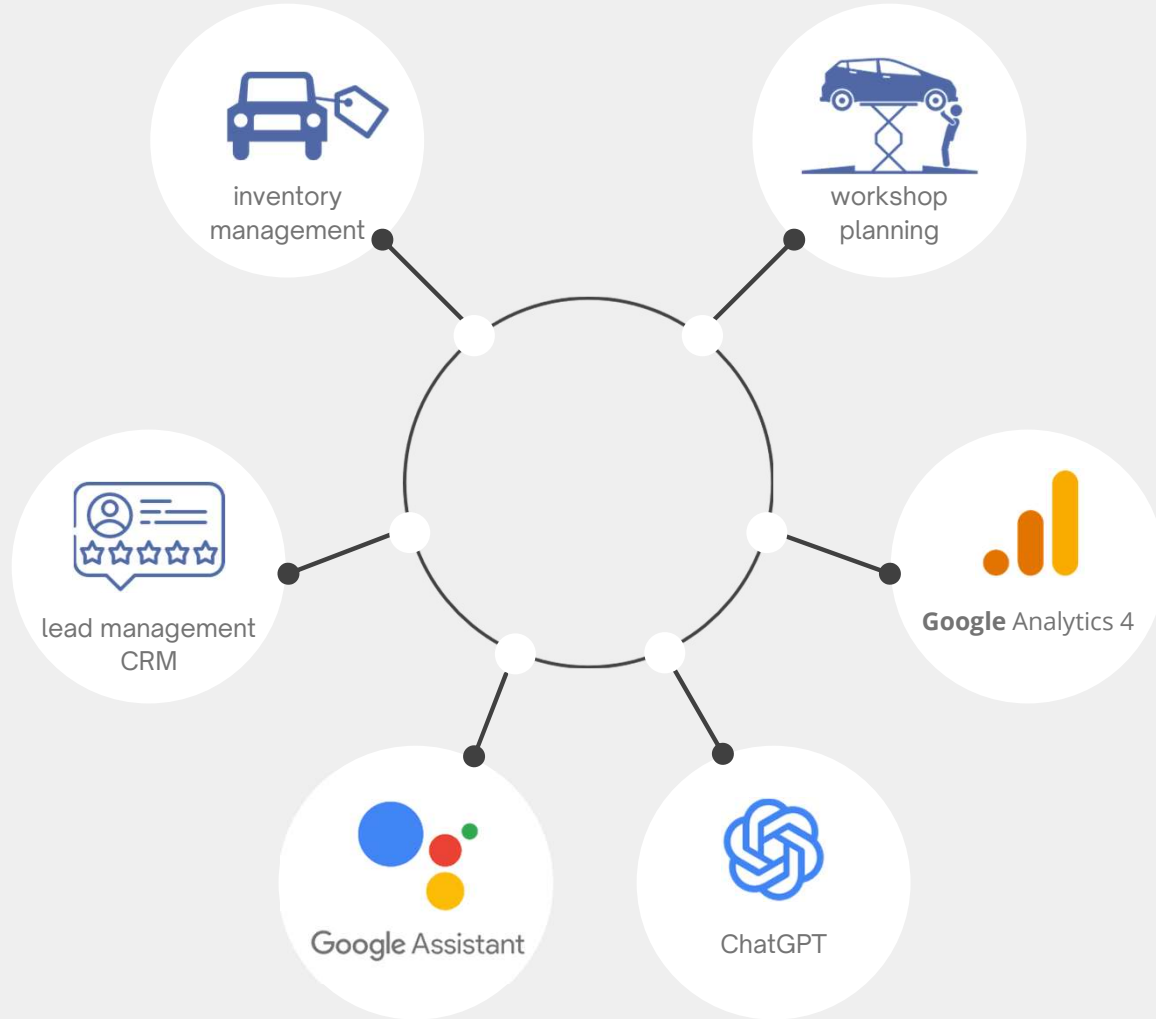 inventory
management
workshop
planning
lead management
CRM
Google Analytics 4
Google Assistant
ChatGPT